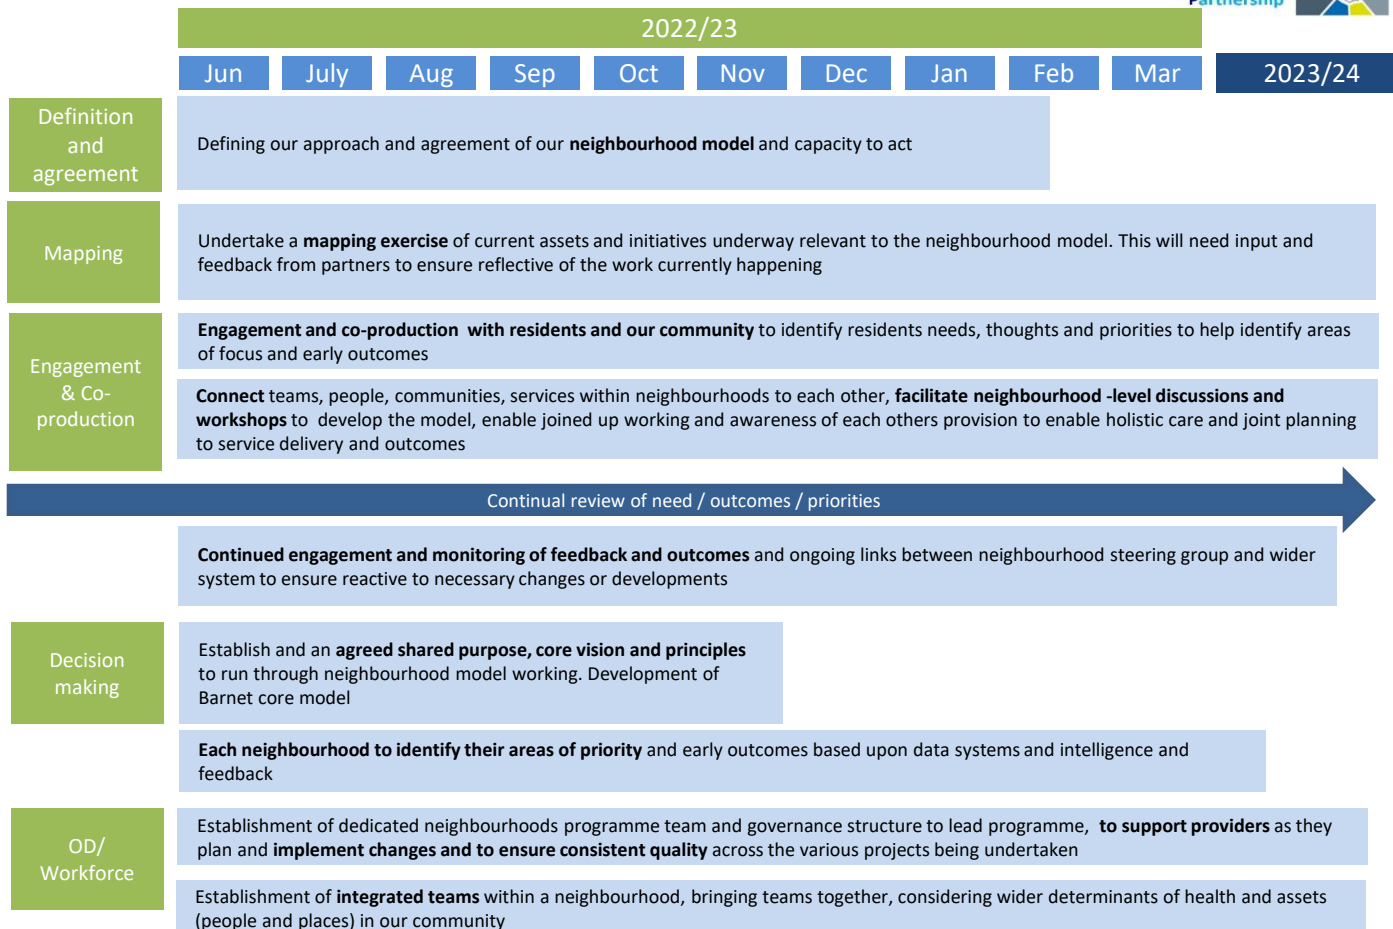 Partnership
2022/23
Jun July Aug Sep Oct Nov Dec Jan Feb Mar 2023/24
Definition
and
agreement
Defining our approach and agreement of our neighbourhood model and capacity to act
Mapping
Undertake a mapping exercise of current assets and initiatives underway relevant to the neighbourhood model. This will need input and
feedback from partners to ensure reflective of the work currently happening
Engagement
& Co-
production
Engagement and co-production with residents and our community to identify residents needs, thoughts and priorities to help identify areas
of focus and early outcomes
Connect teams, people, communities, services within neighbourhoods to each other, facilitate neighbourhood -level discussions and
workshops to develop the model, enable joined up working and awareness of each others provision to enable holistic care and joint planning
to service delivery and outcomes
Continual review of need / outcomes / priorities
Continued engagement and monitoring of feedback and outcomes and ongoing links between neighbourhood steering group and wider
system to ensure reactive to necessary changes or developments
Decision
making
Establish and an agreed shared purpose, core vision and principles
to run through neighbourhood model working. Development of
Barnet core model
Each neighbourhood to identify their areas of priority and early outcomes based upon data systems and intelligence and
feedback
OD/
Workforce
Establishment of dedicated neighbourhoods programme team and governance structure to lead programme, to support providers as they
plan and implement changes and to ensure consistent quality across the various projects being undertaken
Establishment of integrated teams within a neighbourhood, bringing teams together, considering wider determinants of health and assets
(people and places) in our community